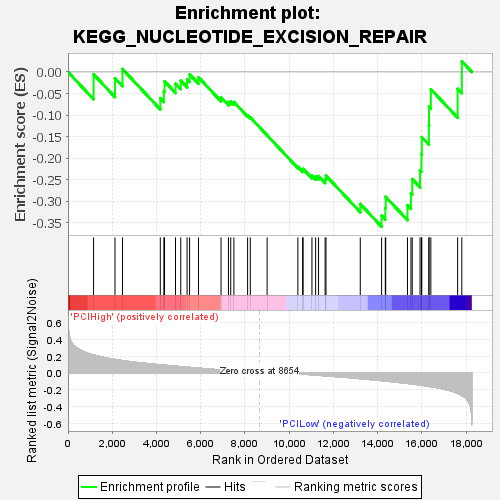 Enrichment plot:
KEGG_NUCLEOTIDE_EXCISION_REPAIR
Enrichment score (ES)
0.00
-0.05
-0.10
-0.15
-0.20
-0.25
-0.30
-0.35
'PCIHigh' (positively correlated)
Ranked list metric (Signal2Noise)
0.6
0.4
0.2
0.0
-0.2
-0.4
-0.6
Zero cross at 8654
'PCILow' (negatively correlated)
0 2,000 4,000 6,000 8,000 10,000 12,000 14,000 16,000 18,000
Rank in Ordered Dataset
Enrichment profile Hits Ranking metric scores